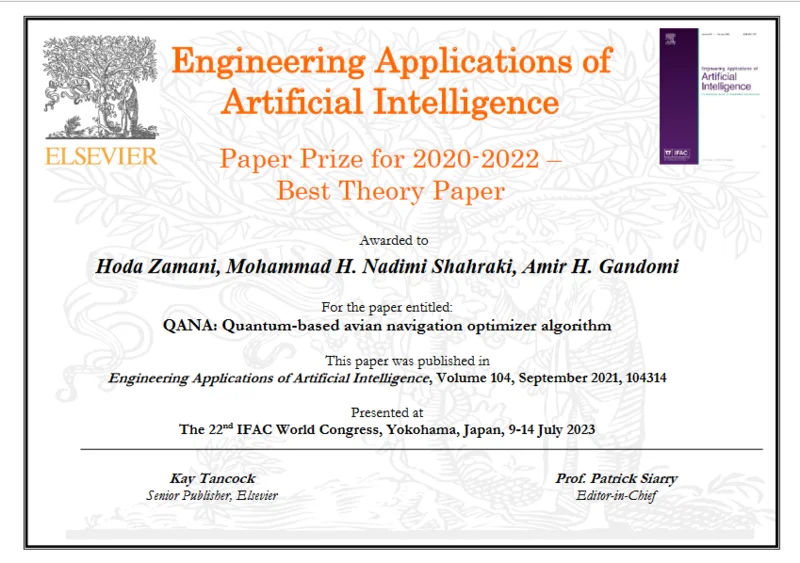 Engineering Applications of
Artificial Intelligence
ELSEVIER
Engineering Applications of
Artificial
Intelligence
IFAC
Paper Prize for 2020-2022 –
Best Theory Paper
Awarded to
Hoda Zamani, Mohammad H. Nadimi Shahraki, Amir H. Gandomi
For the paper entitled:
QANA: Quantum-based avian navigation optimizer algorithm
This paper was published in
Engineering Applications of Artificial Intelligence, Volume 104, September 2021, 104314
Presented at
The 22nd IFAC World Congress, Yokohama, Japan, 9-14 July 2023
Kay Tancock
Senior Publisher, Elsevier
Prof. Patrick Siarry
Editor-in-Chief